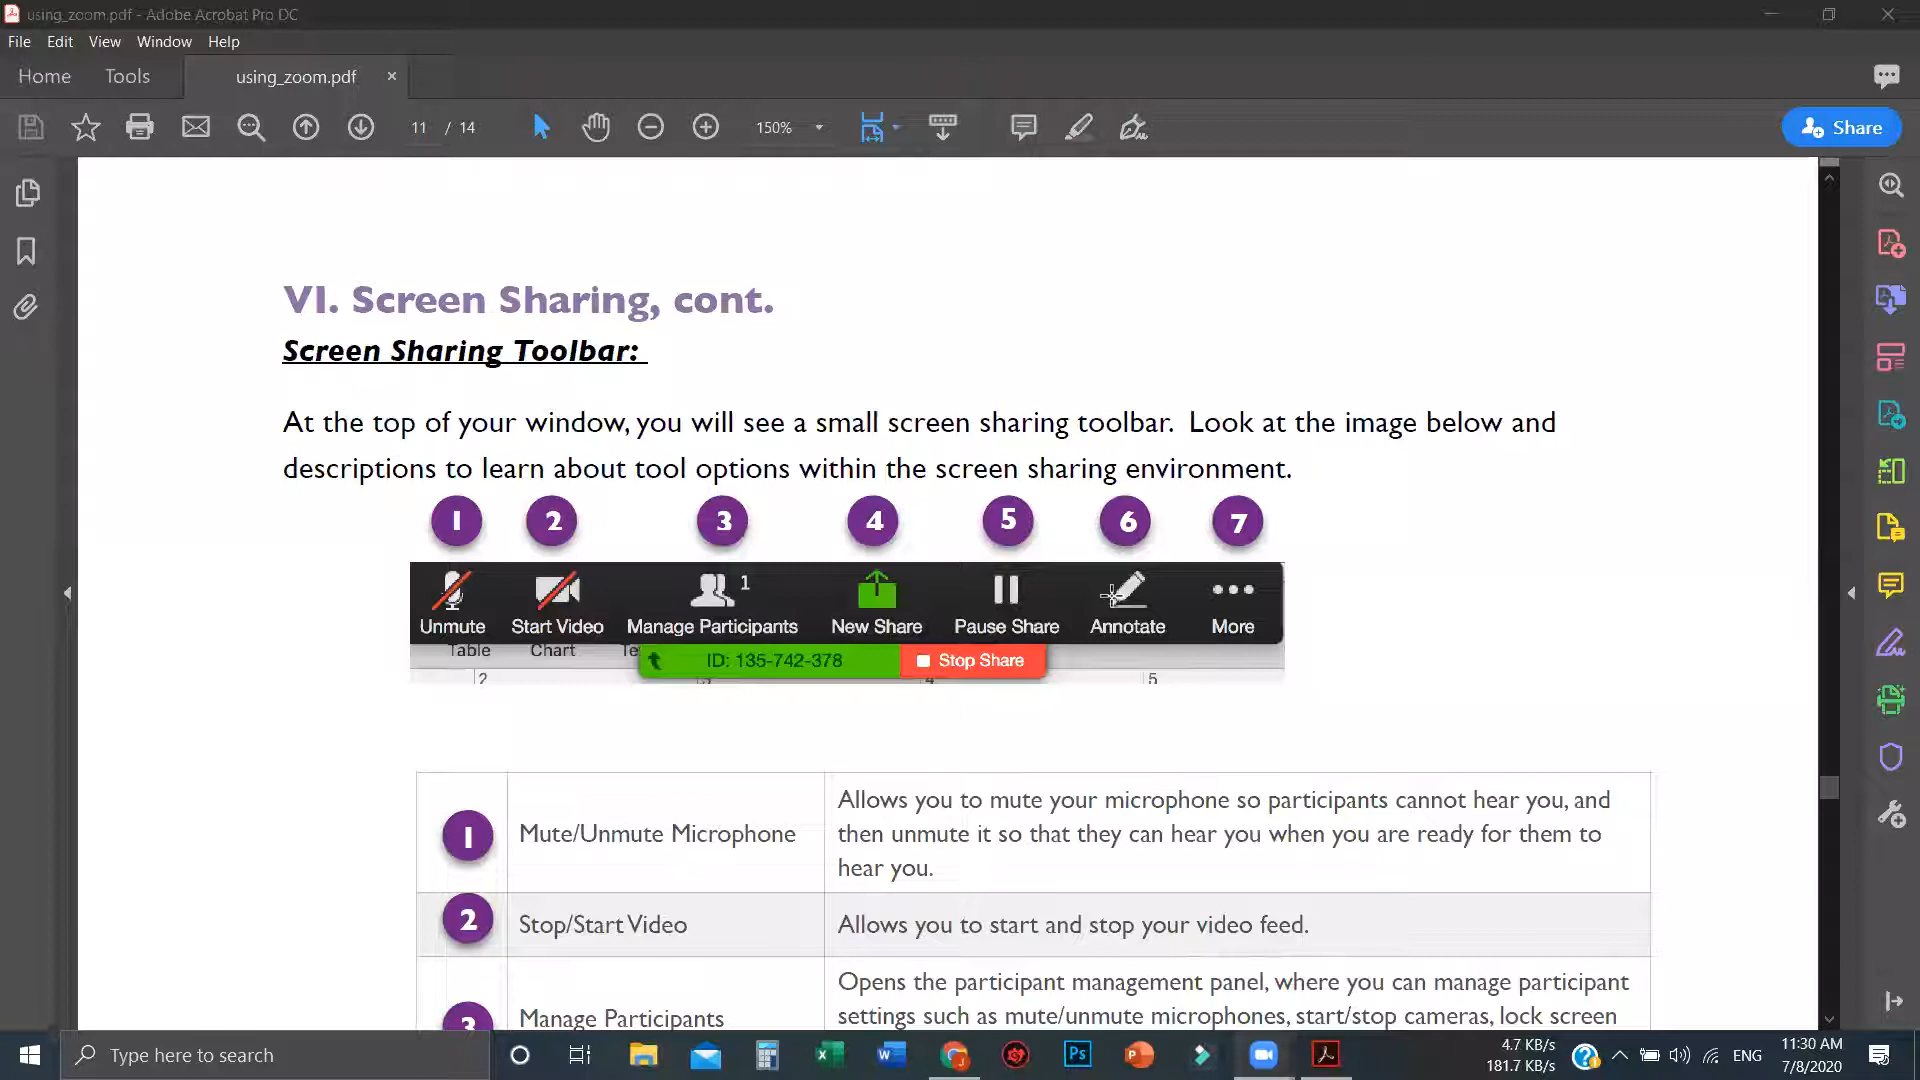 using_zoom.pdf - Adobe Acrobat Pro DC
File Edit View Window Help
Home Tools using_zoom.pdf ×
11 / 14 150% Share
VI. Screen Sharing, cont.
Screen Sharing Toolbar:
At the top of your window, you will see a small screen sharing toolbar. Look at the image below and
descriptions to learn about tool options within the screen sharing environment.
1 2 3 4 5 6 7
1
Unmute Start Video Manage Participants New Share Pause Share Annotate More
Table Chart Te
ID: 135-742-378 Stop Share
2 3 4 5
Allows you to mute your microphone so participants cannot hear you, and
1 Mute/Unmute Microphone then unmute it so that they can hear you when you are ready for them to
hear you.
2 Stop/Start Video Allows you to start and stop your video feed.
Opens the participant management panel, where you can manage participant
3 Manage Participants settings such as mute/unmute microphones, start/stop cameras, lock screen
Type here to search
Ps
4.7 KB/s
181.7 KB/s
ENG
11:30 AM
7/8/2020